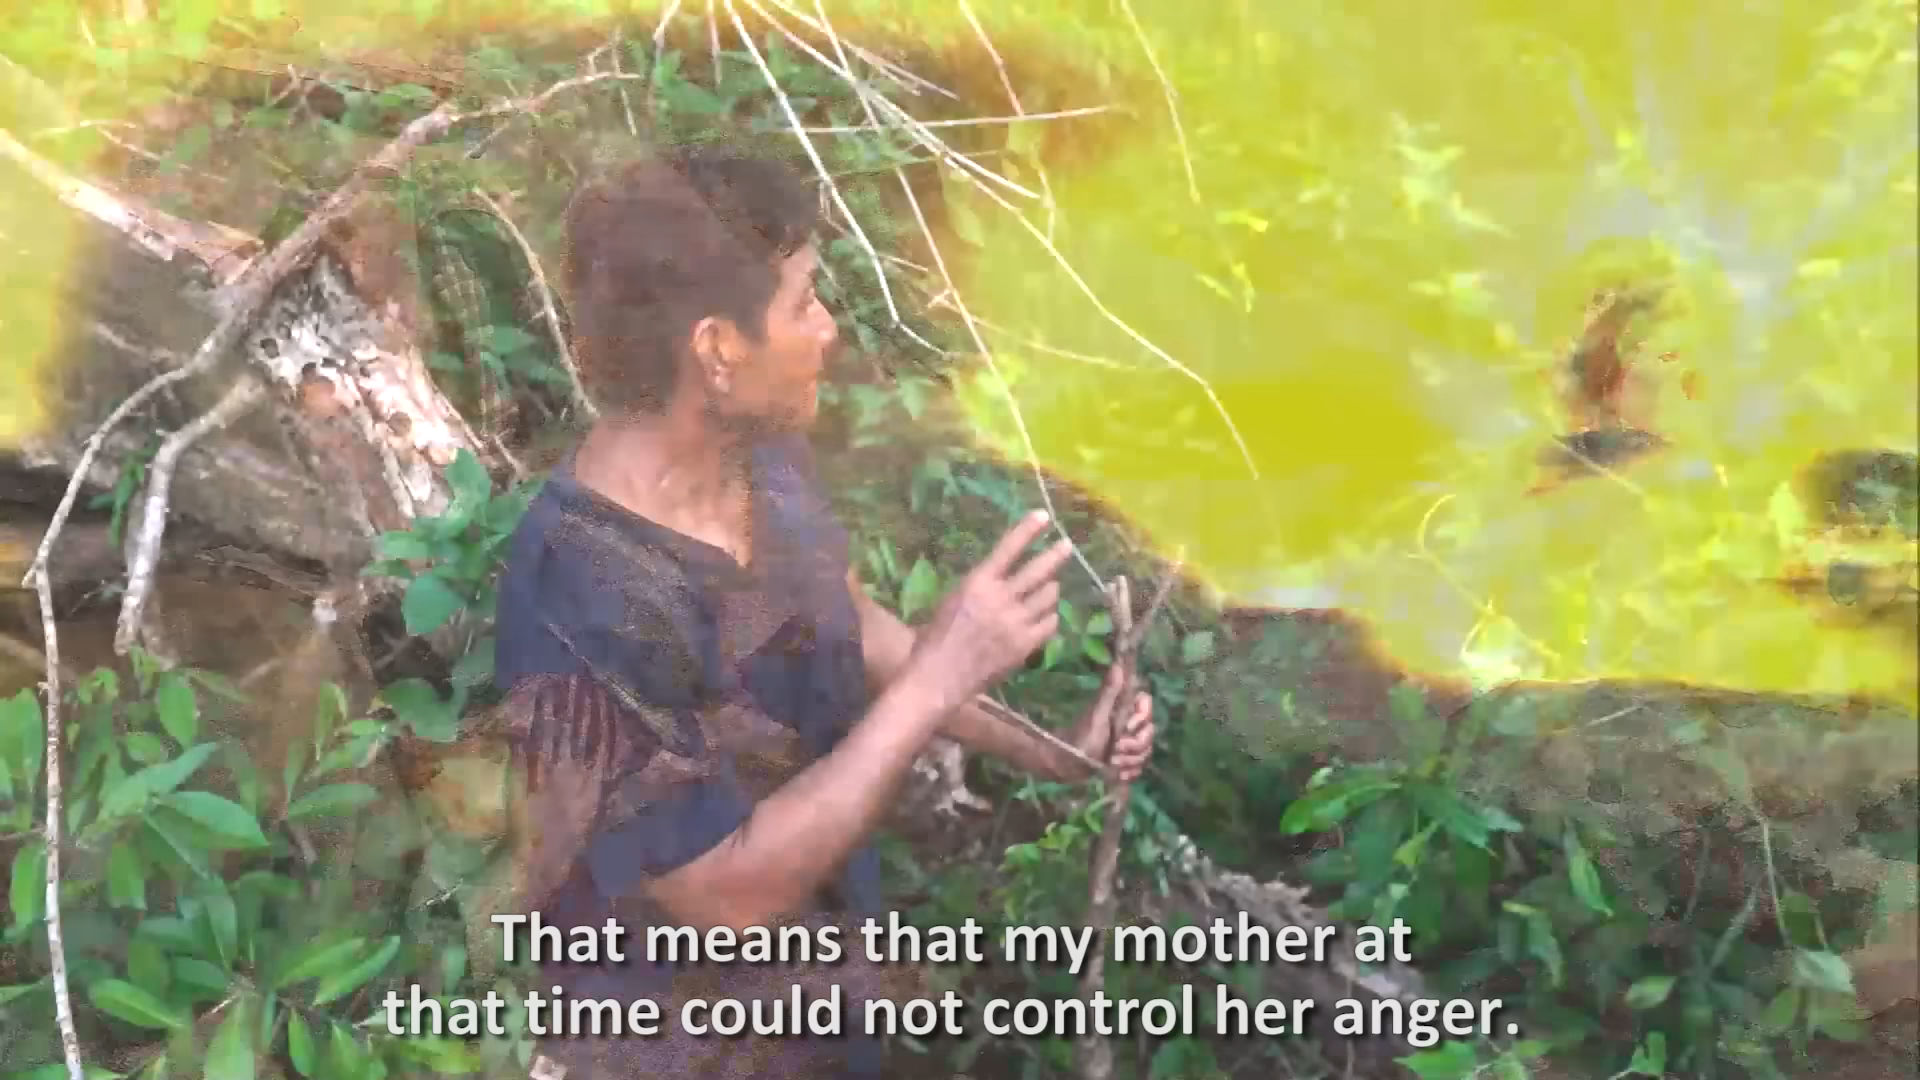 That means that my mother at
that time could not control her anger.